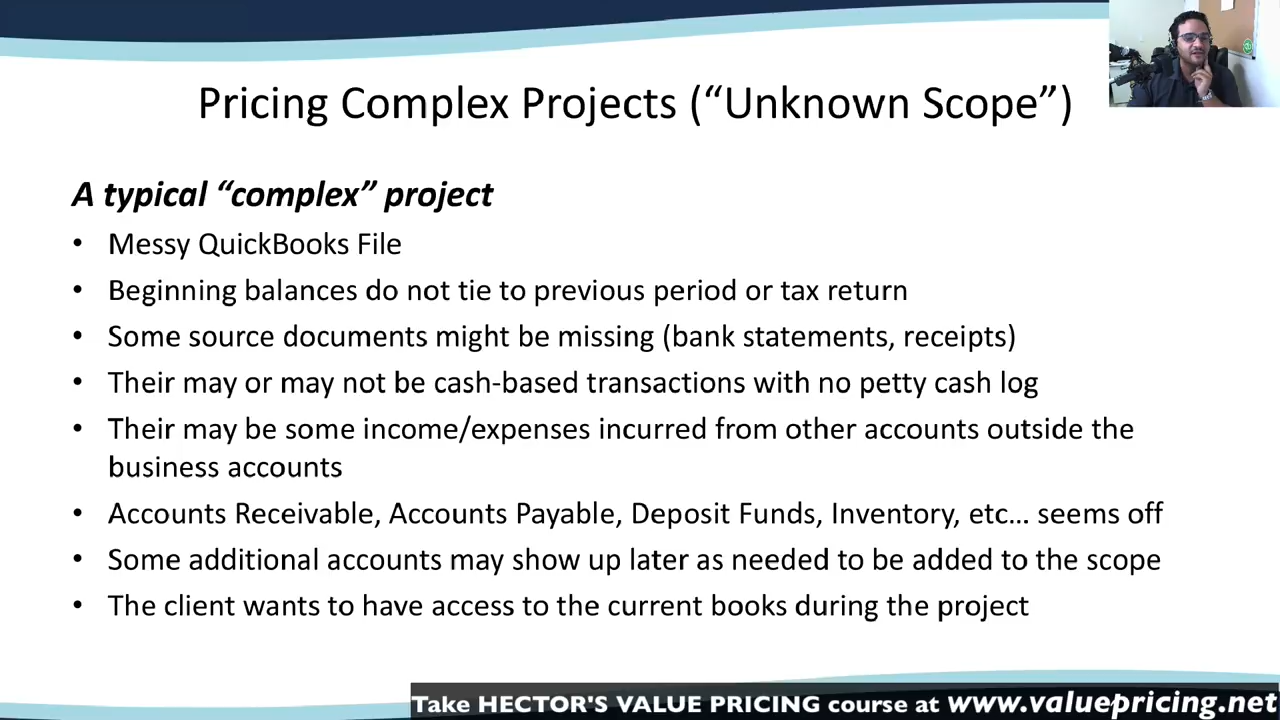 Pricing Complex Projects (“Unknown Scope”)
A typical “complex” project
• Messy QuickBooks File
• Beginning balances do not tie to previous period or tax return
• Some source documents might be missing (bank statements, receipts)
• Their may or may not be cash-based transactions with no petty cash log
• Their may be some income/expenses incurred from other accounts outside the
business accounts
• Accounts Receivable, Accounts Payable, Deposit Funds, Inventory, etc… seems off
• Some additional accounts may show up later as needed to be added to the scope
• The client wants to have access to the current books during the project
Take HECTOR'S VALUE PRICING course at www.valuepricing.net